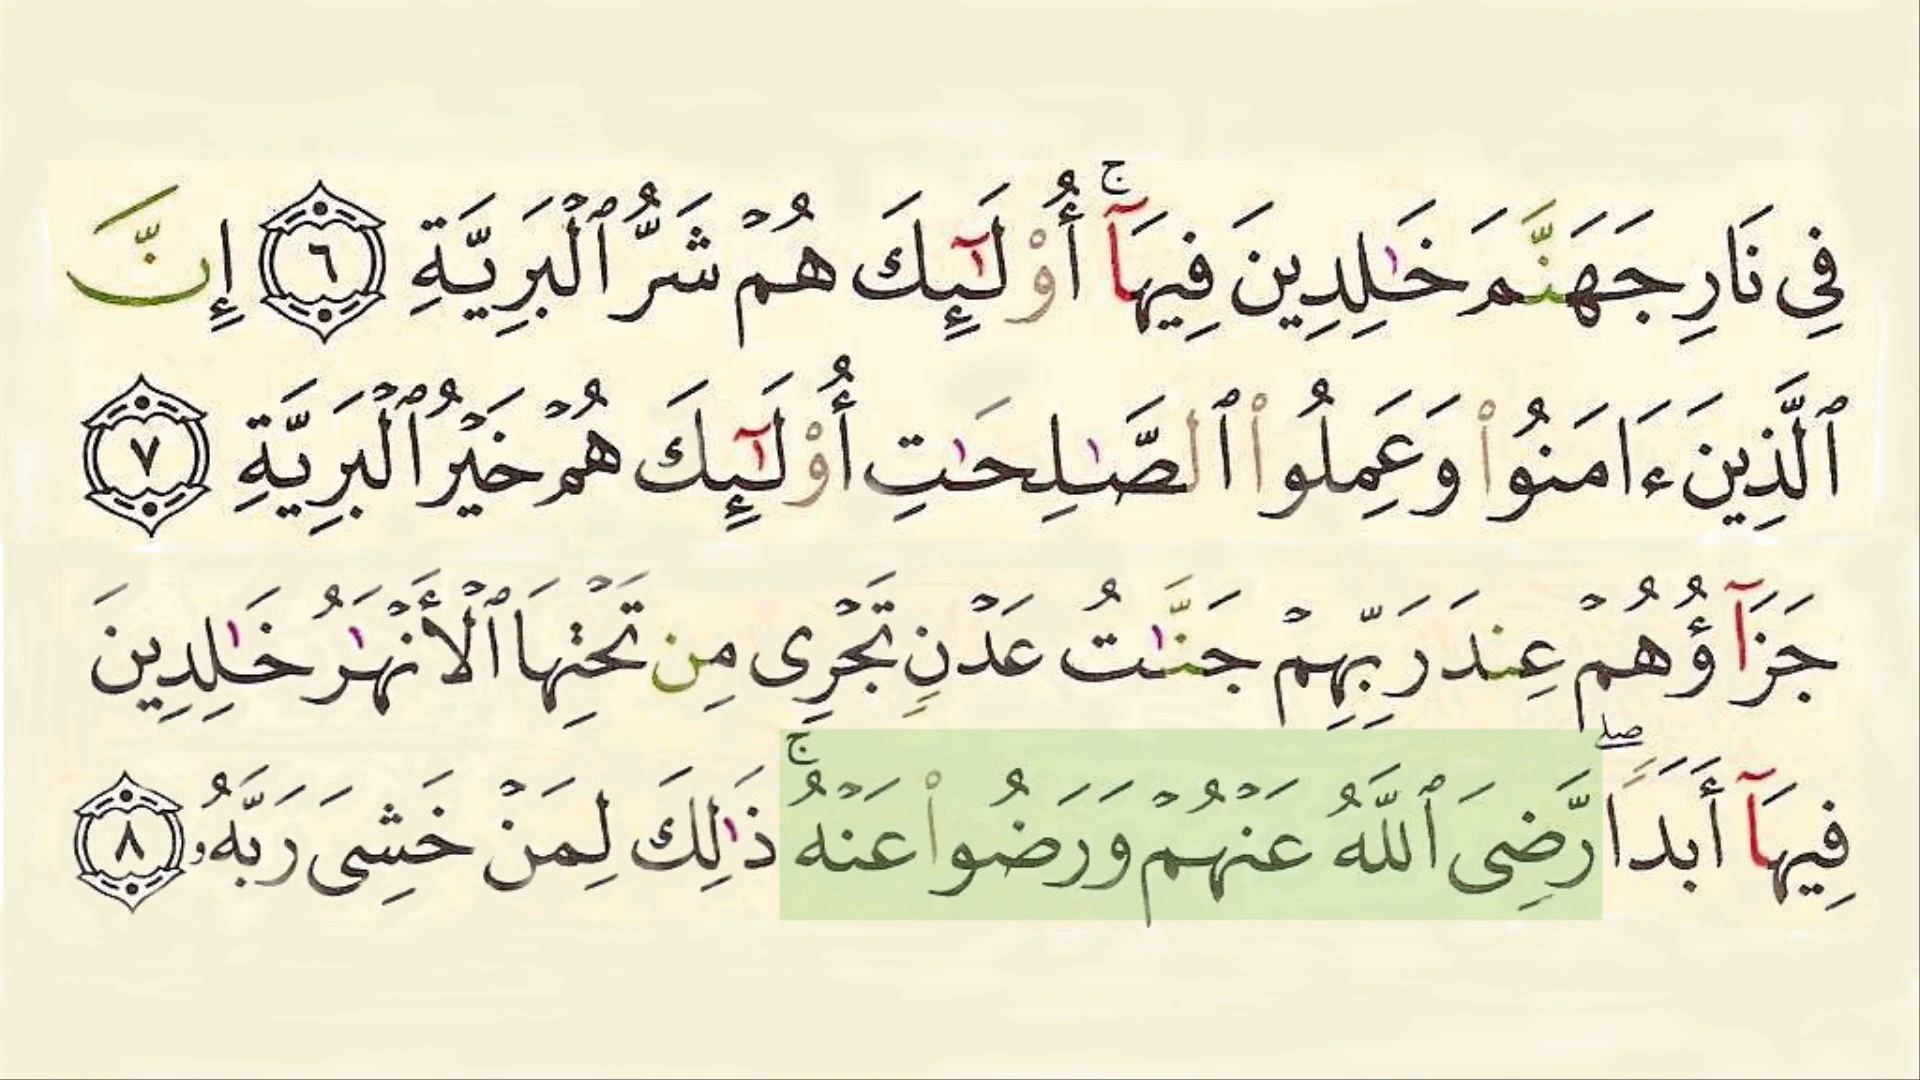 فِى نَارِ جَهَنَّمَ خَـٰلِدِينَ فِيهَآ ۚ أُو۟لَـٰٓئِكَ هُمْ شَرُّ ٱلْبَرِيَّةِ ٦ إِنَّ
ٱلَّذِينَ ءَامَنُوا۟ وَعَمِلُوا۟ ٱلصَّـٰلِحَـٰتِ أُو۟لَـٰٓئِكَ هُمْ خَيْرُ ٱلْبَرِيَّةِ ٧
جَزَآؤُهُمْ عِندَ رَبِّهِمْ جَنَّـٰتُ عَدْنٍ تَجْرِى مِن تَحْتِهَا ٱلْأَنْهَـٰرُ خَـٰلِدِينَ
فِيهَآ أَبَدًا ۖ رَّضِىَ ٱللَّهُ عَنْهُمْ وَرَضُوا۟ عَنْهُ ۚ ذَٰلِكَ لِمَنْ خَشِىَ رَبَّهُۥ ٨